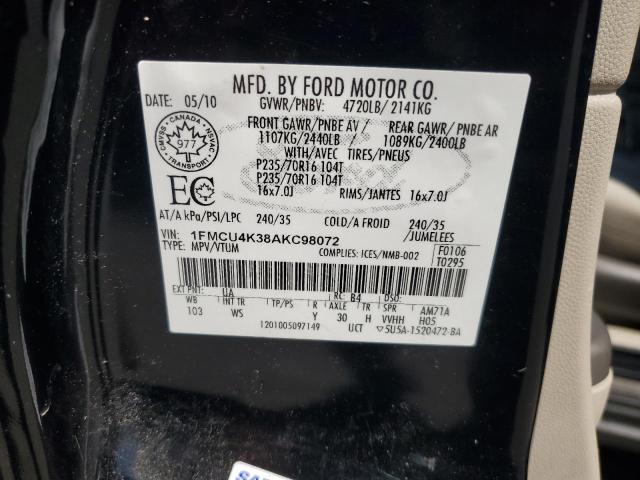 MFD. BY FORD MOTOR CO.
DATE: 05/10 GVWR/PNBV: 4720LB/ 2141KG
FRONT GAWR/PNBE AV / REAR GAWR/ PNBE AR
1107KG/2440LB 1089KG/2400LB
WITH/AVEC TIRES/PNEUS
P235/70R16 104T
P235/70R16 104T
16x7.0J RIMS/JANTES 16x7.0J
CANADA
CMVSS NSVAC
977
TRANSPORT
EC
AT/A kPa/PSI/LPC 240/35 COLD/A FROID 240/35
/JUMELEES
VIN: 1FMCU4K38AKC98072
TYPE: MPV/VTUM COMPLIES: ICES/NMB-002
F0106
T0295
EXT PNT: UA RC: B4 DSO:
WB INT TR TP/PS R AXLE TR SPR AM71A
103 WS Y 30 H VVHH H05
1201005097149 UCT 5U5A-1520472-BA